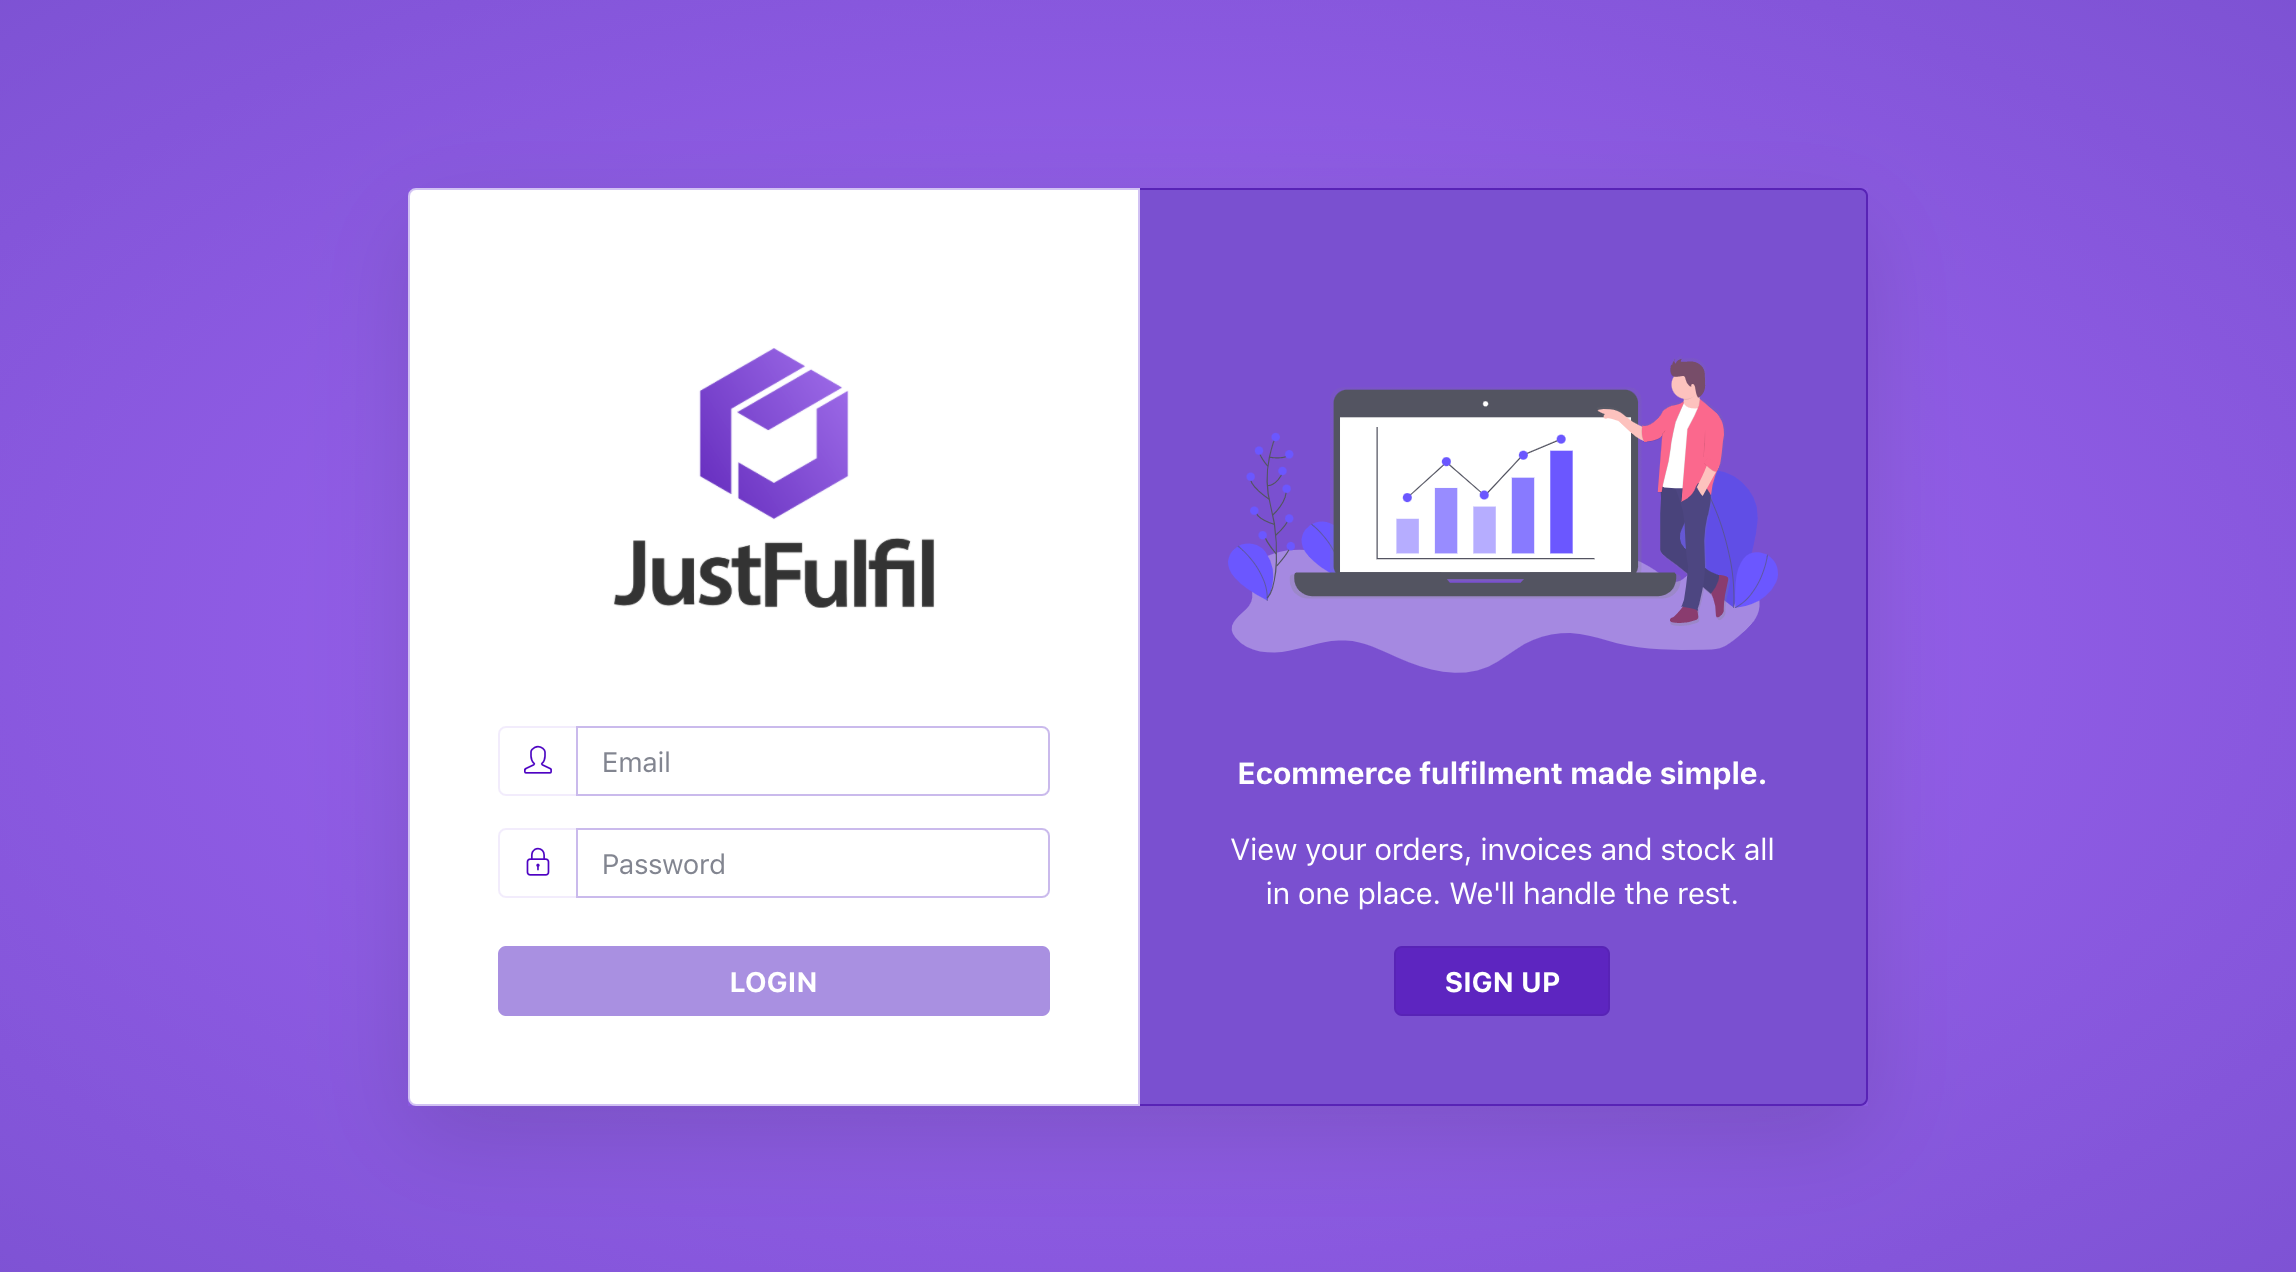 JustFulfil
Email
Password
LOGIN
Ecommerce fulfilment made simple.
View your orders, invoices and stock all
in one place. We'll handle the rest.
SIGN UP